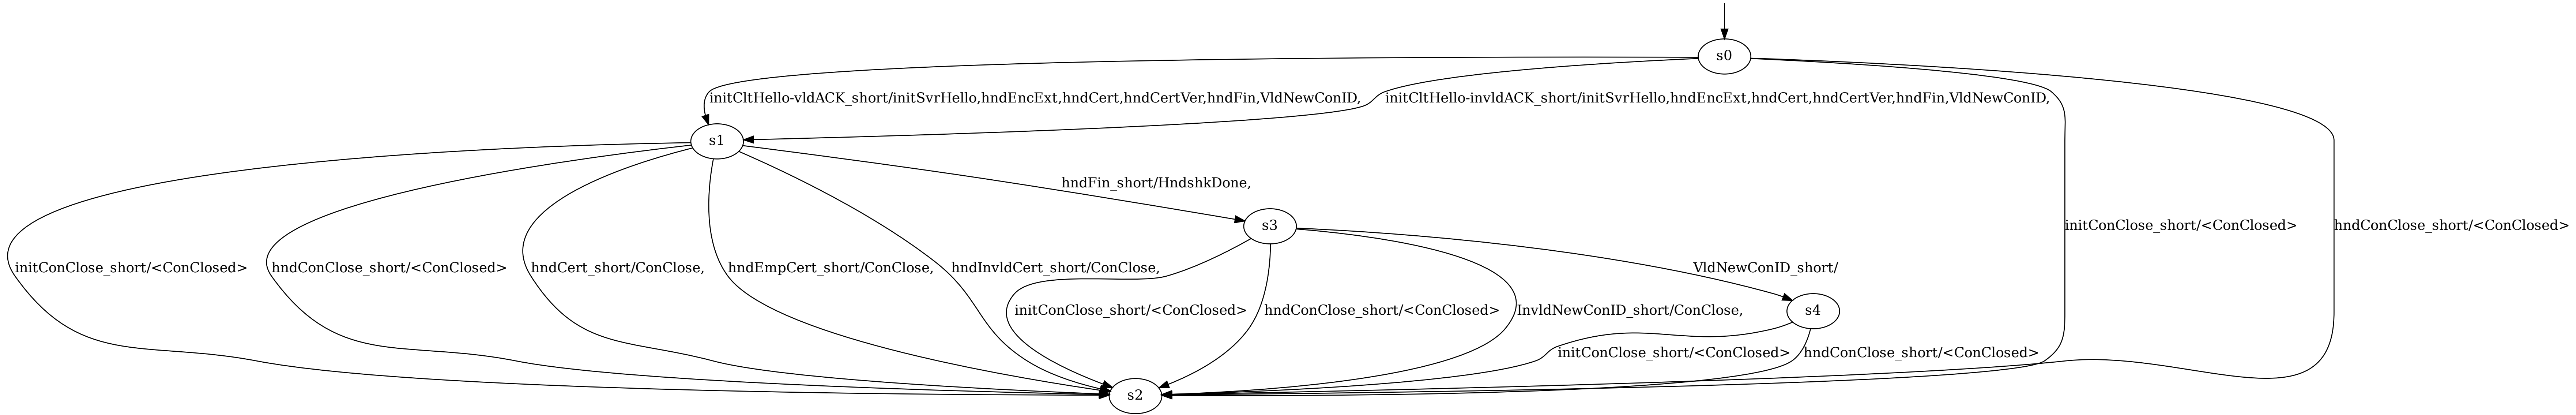 s0
initCltHello-vldACK_short/initSvrHello,hndEncExt,hndCert,hndCertVer,hndFin,VldNewConID,
initCltHello-invldACK_short/initSvrHello,hndEncExt,hndCert,hndCertVer,hndFin,VldNewConID,
s1
hndFin_short/HndshkDone,
s3
initConClose_short/<ConClosed>
hndConClose_short/<ConClosed>
initConClose_short/<ConClosed>
hndConClose_short/<ConClosed>
hndCert_short/ConClose,
hndEmpCert_short/ConClose,
hndInvldCert_short/ConClose,
VldNewConID_short/
initConClose_short/<ConClosed>
hndConClose_short/<ConClosed>
InvldNewConID_short/ConClose,
s4
initConClose_short/<ConClosed>
hndConClose_short/<ConClosed>
s2